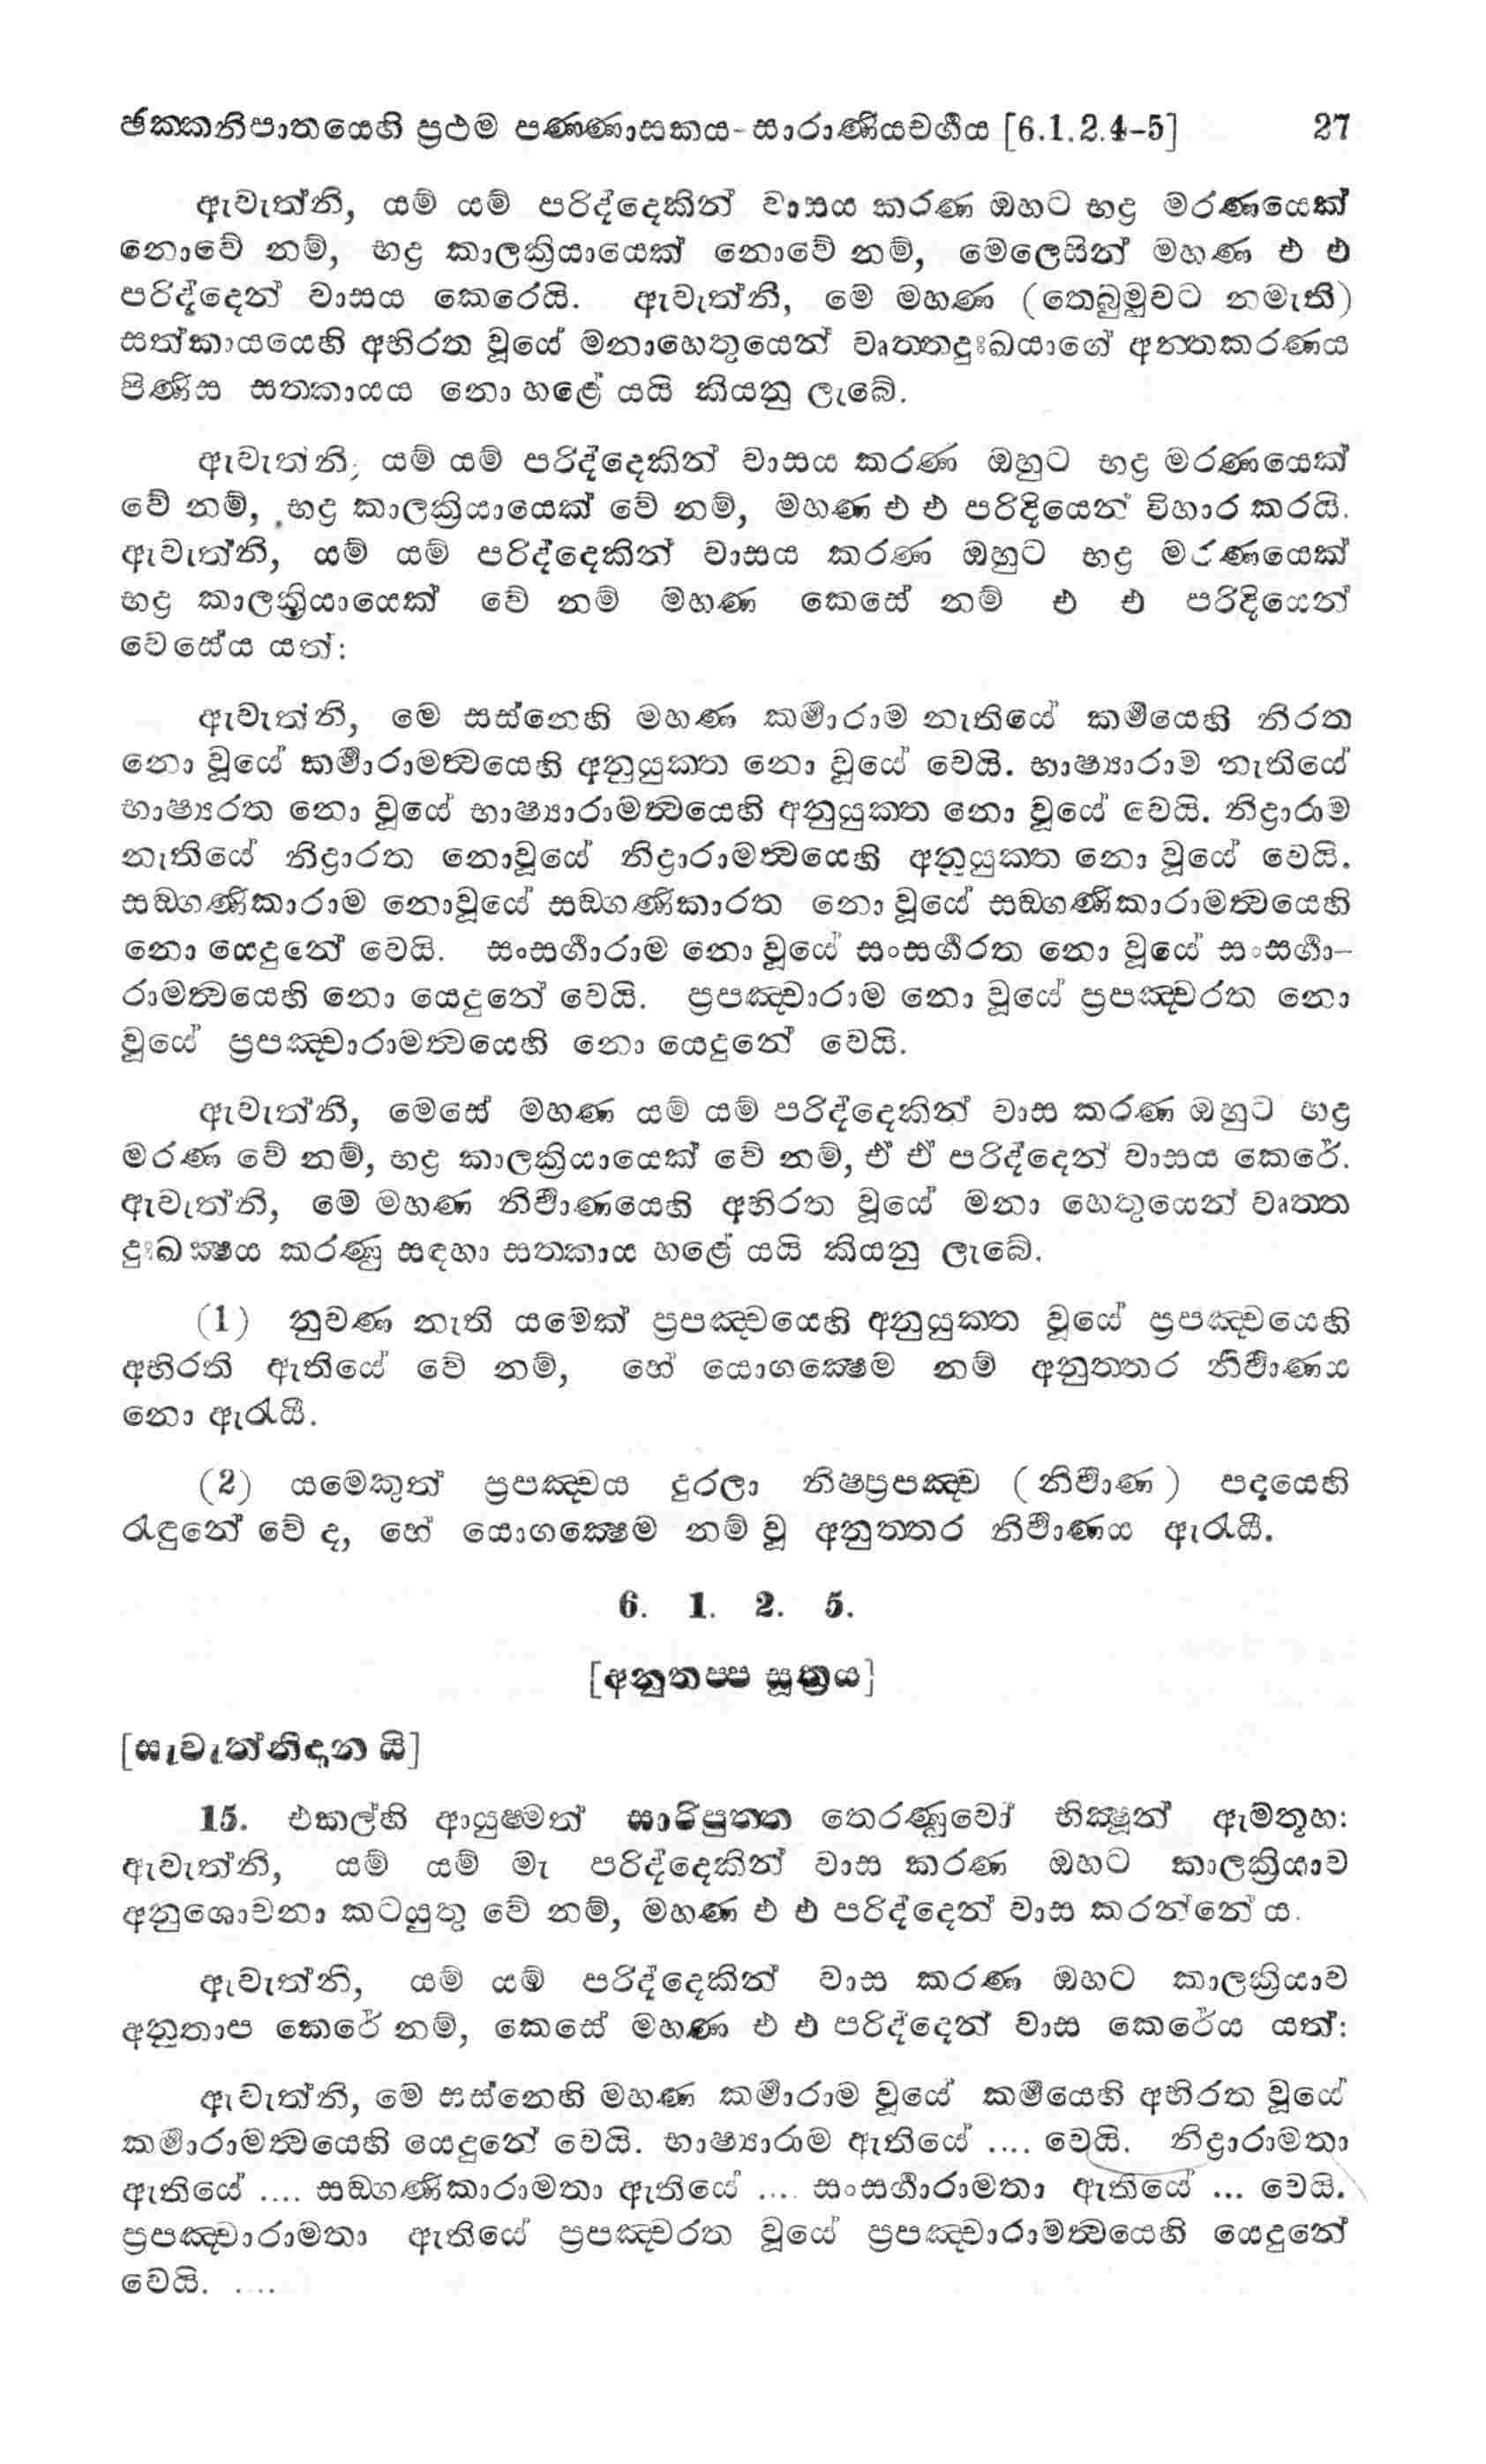 ඡක්කනිපාතයෙහි ප්‍රථම පණ්ණාසකය-සාරාණීයවර්‍ගය [6.1.2.4-5] 27
ඇවැත්නි, යම් යම් පරිද්දෙකින් වාසය කරණ ඔහට භද්‍ර මරණයෙක්
නොවේ නම්, භද්‍ර කාලක්‍රියායෙක් නොවේ නම්, මෙලෙසින් මහණ එ එ
පරිද්දෙන් වාසය කෙරෙයි. ඇවැත්නි, මෙ මහණ (තෙබුමුවට නමැති)
සත්කායයෙහි අභිරත වූයේ මනාහෙතුයෙන් වෘත්තදුඃඛයාගේ අන්තකරණය
පිණිස සත්කායය නො හළේ යයි කියනු ලැබේ.
ඇවැත්නි, යම් යම් පරිද්දෙකින් වාසය කරණ ඔහුට භද්‍ර මරණයෙක්
වේ නම්, භද්‍ර කාලක්‍රියායෙක් වේ නම්, මහණ එ එ පරිදියෙන් විහාර කරයි.
ඇවැත්නි, යම් යම් පරිද්දෙකින් වාසය කරණ ඔහුට භද්‍ර මරණයෙක්
භද්‍ර කාලක්‍රියායෙක් වේ නම් මහණ කෙසේ නම් එ එ පරිදියෙන්
වෙසේය යත්:
ඇවැත්නි, මෙ සස්නෙහි මහණ කර්‍මාරාම නැතියේ කර්‍මයෙහි නිරත
නො වූයේ කර්‍මාරාමත්‍වයෙහි අනුයුක්ත නො වූයේ වෙයි. භාෂ්‍යාරාම නැතියේ
භාෂ්‍යරත නො වූයේ භාෂ්‍යාරාමත්‍වයෙහි අනුයුක්ත නො වූයේ වෙයි. නිද්‍රාරාම
නැතියේ නිද්‍රාරත නොවූයේ නිද්‍රාරාමත්‍වයෙහි අනුයුක්ත නො වූයේ වෙයි.
සඞ්ගණිකාරාම නොවූයේ සඞ්ගණිකාරත නො වූයේ සඞ්ගණිකාරාමත්‍වයෙහි
නො යෙදුනේ වෙයි. සංසර්‍ගාරාම නො වූයේ සංසර්‍ගරත නො වූයේ සංසර්‍ගා-
රාමත්‍වයෙහි නො යෙදුනේ වෙයි. ප්‍රපඤ්චාරාම නො වූයේ ප්‍රපඤ්චරත නො
වූයේ ප්‍රපඤ්චාරාමත්‍වයෙහි නො යෙදුනේ වෙයි.
ඇවැත්නි, මෙසේ මහණ යම් යම් පරිද්දෙකින් වාස කරණ ඔහුට භද්‍ර
මරණ වේ නම්, භද්‍ර කාලක්‍රියායෙක් වේ නම්, ඒ ඒ පරිද්දෙන් වාසය කෙරේ.
ඇවැත්නි, මේ මහණ නිර්‍වාණයෙහි අභිරත වූයේ මනා හෙතුයෙන් වෘත්ත
දුඃඛක්‍ෂය කරණු සඳහා සත්කාය හළේ යයි කියනු ලැබේ.
(1) නුවණ නැති යමෙක් ප්‍රපඤ්චයෙහි අනුයුක්ත වූයේ ප්‍රපඤ්චයෙහි
අභිරති ඇතියේ වේ නම්, හේ යොගක්‍ෂෙම නම් අනුත්තර නිර්‍වාණය
නො ඇරැයී.
(2) යමෙකුත් ප්‍රපඤ්චය දුරලා නිෂ්ප්‍රපඤ්ච (නිර්‍වාණ) පදයෙහි
රැඳුනේ වේ ද, හේ යොගක්‍ෂෙම නම් වූ අනුත්තර නිර්‍වාණය ඇරැයී.
6. 1. 2. 5.
[අනුතප්ප සූත්‍රය]
[සැවැත්නිදාන යි]
15. එකල්හි ආයුෂ්මත් සාරිපුත්ත තෙරණුවෝ භික්‍ෂූන් ඇමතූහ:
ඇවැත්නි, යම් යම් මැ පරිද්දෙකින් වාස කරණ ඔහට කාලක්‍රියාව
අනුශොචනා කටයුතු වේ නම්, මහණ එ එ පරිද්දෙන් වාස කරන්නේ ය.
ඇවැත්නි, යම් යම් පරිද්දෙකින් වාස කරණ ඔහට කාලක්‍රියාව
අනුතාප කෙරේ නම්, කෙසේ මහණ එ එ පරිද්දෙන් වාස කෙරේය යත්:
ඇවැත්නි, මෙ සස්නෙහි මහණ කර්‍මාරාම වූයේ කර්‍මයෙහි අභිරත වූයේ
කර්‍මාරාමත්‍වයෙහි යෙදුනේ වෙයි. භාෂ්‍යාරාම ඇතියේ .... වෙයි. නිද්‍රාරාමතා
ඇතියේ .... සඞ්ගණිකාරාමතා ඇතියේ .... සංසර්‍ගාරාමතා ඇතියේ ... වෙයි.
ප්‍රපඤ්චාරාමතා ඇතියේ ප්‍රපඤ්චරත වූයේ ප්‍රපඤ්චාරාමත්‍වයෙහි යෙදුනේ
වෙයි. ....